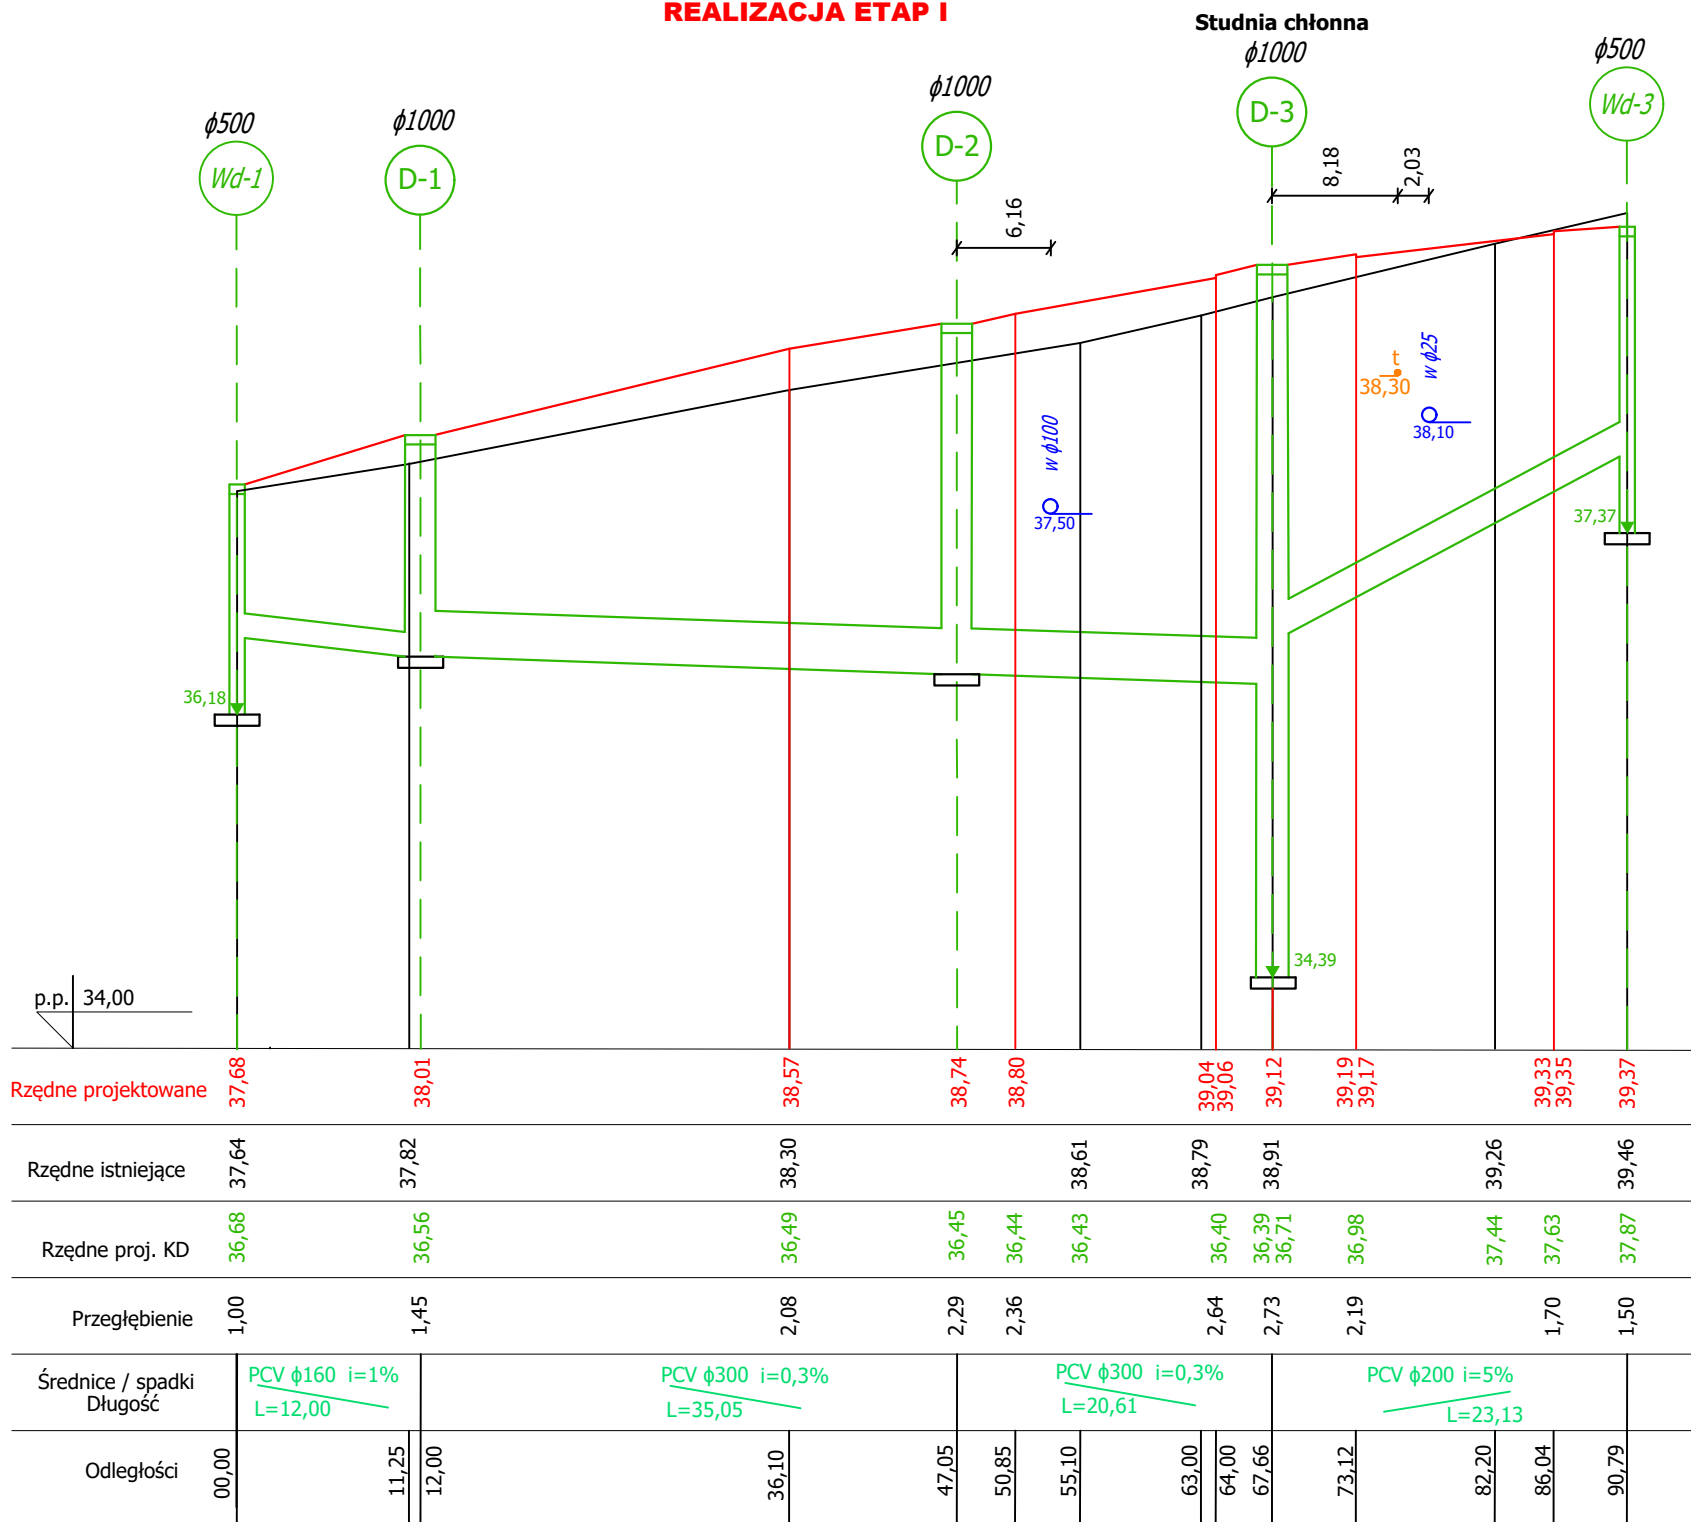 REALIZACJA ETAP I
Studnia chłonna
ϕ500
ϕ1000
ϕ1000
ϕ1000
ϕ500
Wd-1
D-1
D-2
D-3
Wd-3
6,16
8,18
2,03
t
38,30
w ϕ25
38,10
w ϕ100
37,50
37,37
36,18
34,39
p.p. 34,00
Rzędne projektowane 37,68 38,01 38,57 38,74 38,80 39,04 39,06 39,12 39,19 39,17 39,33 39,35 39,37
Rzędne istniejące 37,64 37,82 38,30 38,61 38,79 38,91 39,26 39,46
Rzędne proj. KD 36,68 36,56 36,49 36,45 36,44 36,43 36,40 36,39 36,71 36,98 37,44 37,63 37,87
Przegłębienie 1,00 1,45 2,08 2,29 2,36 2,64 2,73 2,19 1,70 1,50
Średnice / spadki
Długość
PCV ϕ160 i=1%
L=12,00
PCV ϕ300 i=0,3%
L=35,05
PCV ϕ300 i=0,3%
L=20,61
PCV ϕ200 i=5%
L=23,13
Odległości 00,00 11,25 12,00 36,10 47,05 50,85 55,10 63,00 64,00 67,66 73,12 82,20 86,04 90,79